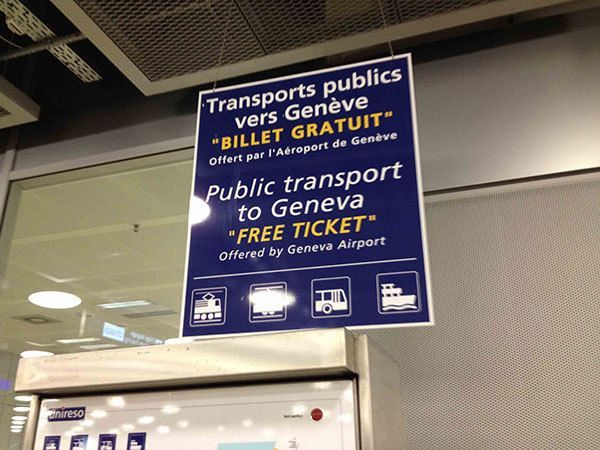 Transports publics
vers Genève
"BILLET GRATUIT"
Offert par l'Aéroport de Genève
Public transport
to Geneva
"FREE TICKET"
Offered by Geneva Airport
unireso